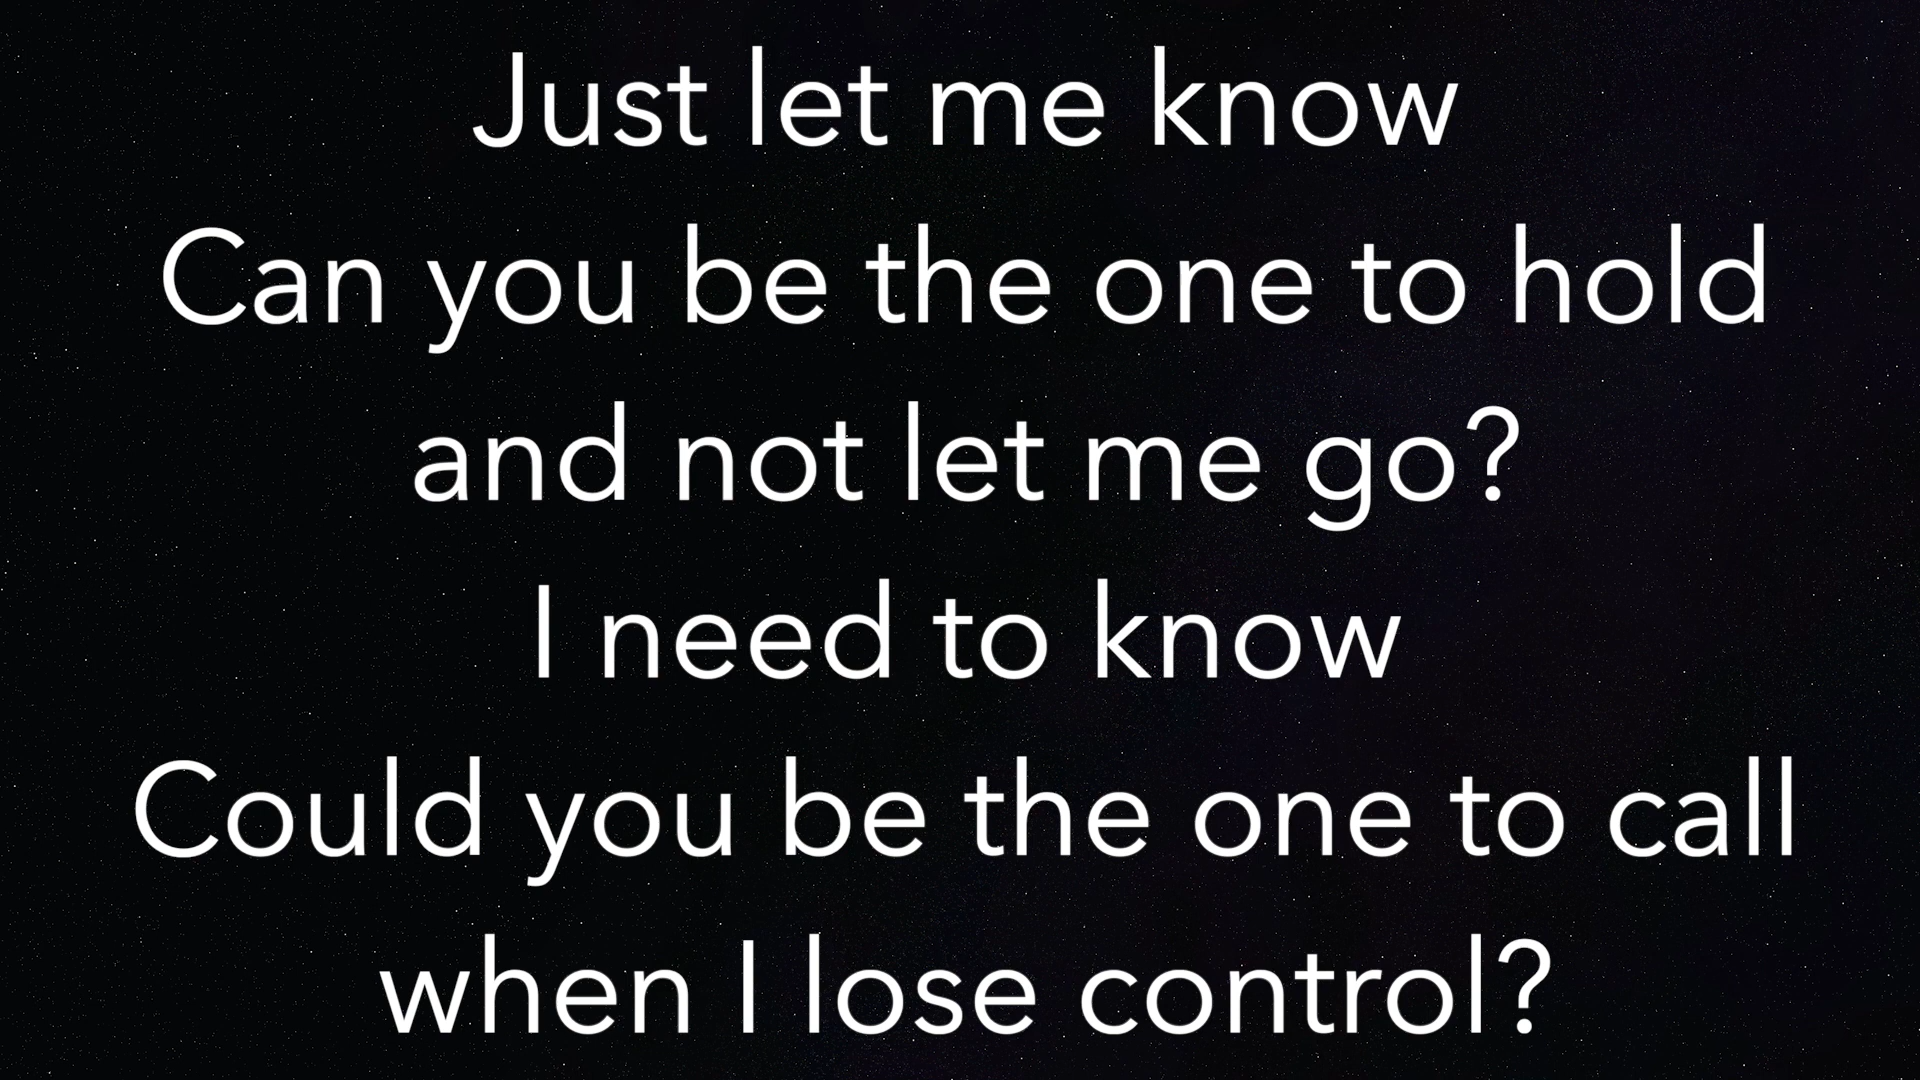 Just let me know
Can you be the one to hold
and not let me go?
I need to know
Could you be the one to call
when I lose control?